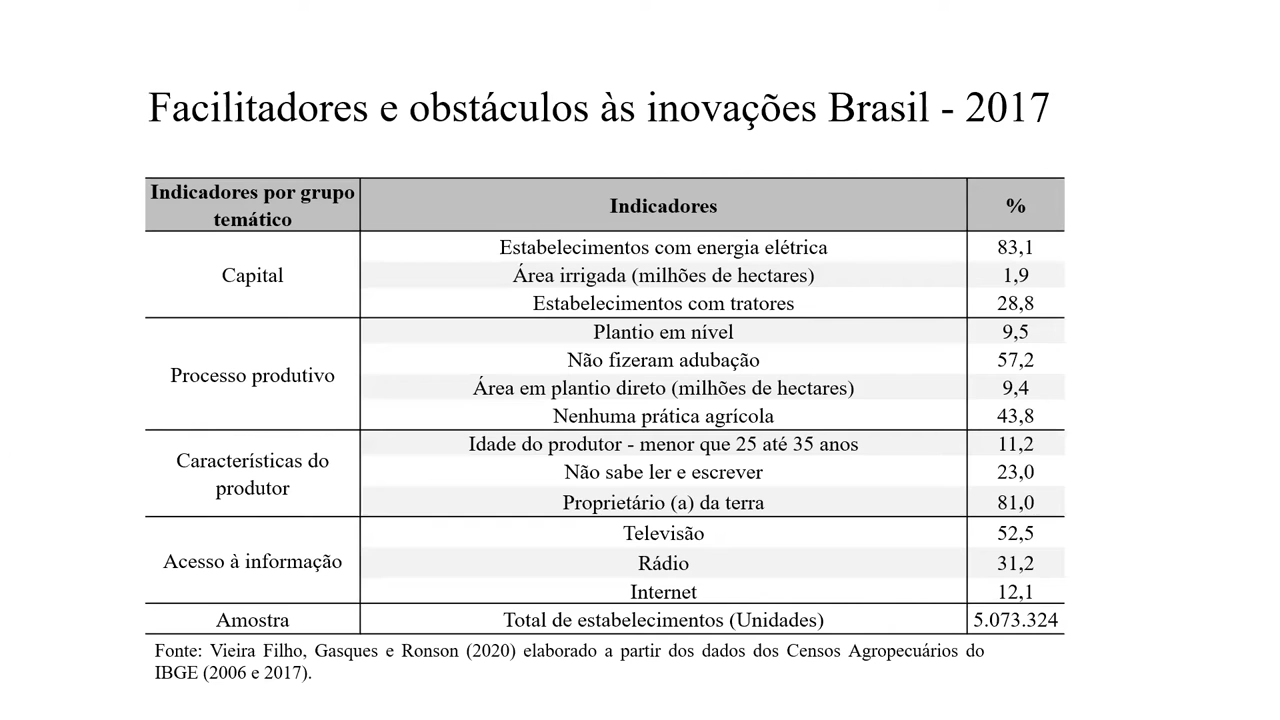 Facilitadores e obstáculos às inovações Brasil - 2017
Indicadores por grupo temático Indicadores %
Capital
Estabelecimentos com energia elétrica 83,1
Área irrigada (milhões de hectares) 1,9
Estabelecimentos com tratores 28,8
Processo produtivo
Plantio em nível 9,5
Não fizeram adubação 57,2
Área em plantio direto (milhões de hectares) 9,4
Nenhuma prática agrícola 43,8
Características do produtor
Idade do produtor - menor que 25 até 35 anos 11,2
Não sabe ler e escrever 23,0
Proprietário (a) da terra 81,0
Acesso à informação
Televisão 52,5
Rádio 31,2
Internet 12,1
Amostra Total de estabelecimentos (Unidades) 5.073.324
Fonte: Vieira Filho, Gasques e Ronson (2020) elaborado a partir dos dados dos Censos Agropecuários do
IBGE (2006 e 2017).